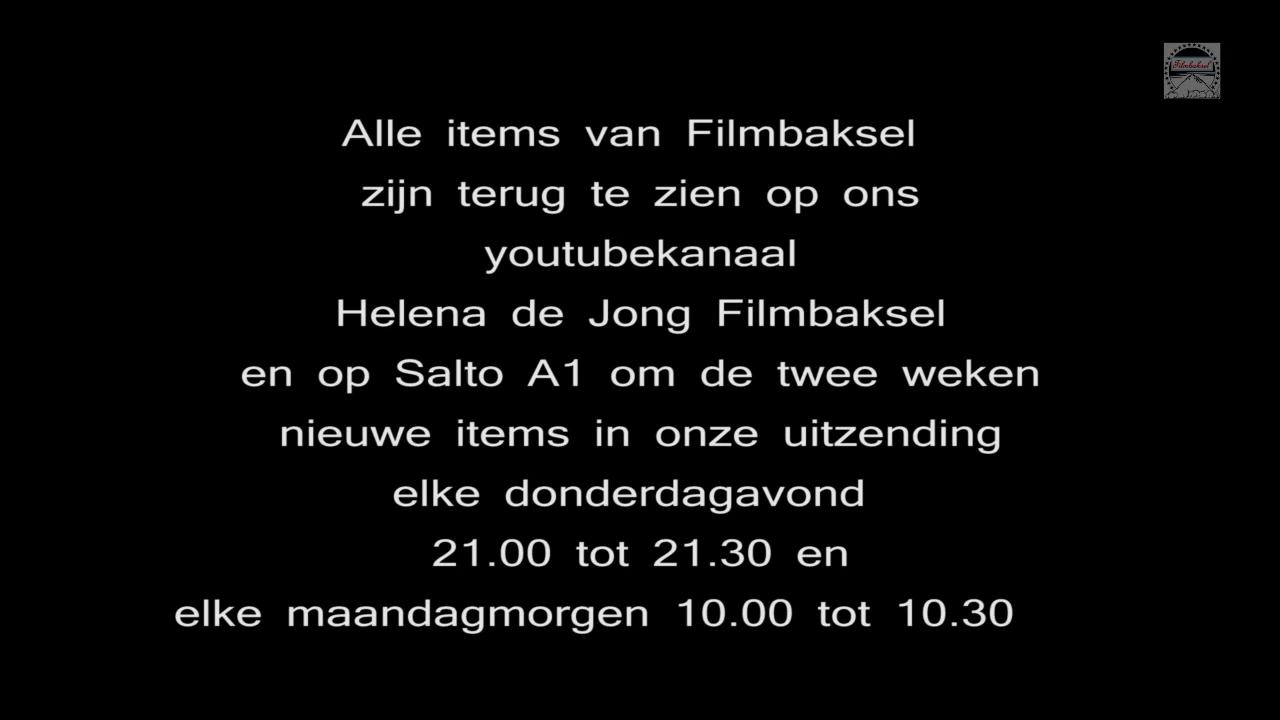 Filmbaksel
Alle items van Filmbaksel
zijn terug te zien op ons
youtubekanaal
Helena de Jong Filmbaksel
en op Salto A1 om de twee weken
nieuwe items in onze uitzending
elke donderdagavond
21.00 tot 21.30 en
elke maandagmorgen 10.00 tot 10.30